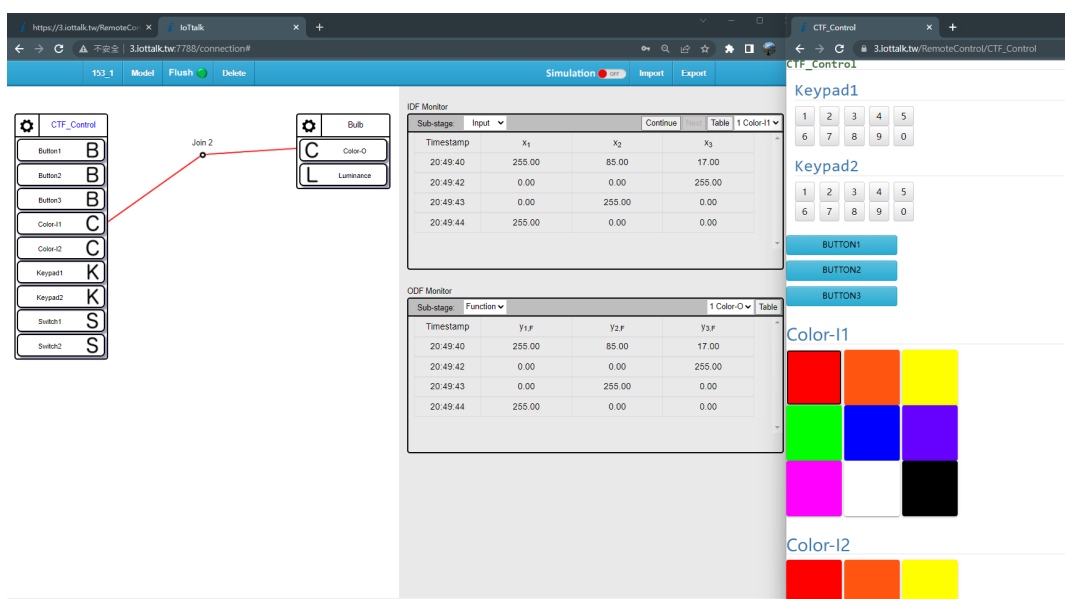 https://3.iottalk.tw/RemoteCor
IoTtalk
不安全 3.iottalk.tw:7788/connection#
153_1 Model Flush Delete Simulation OFF Import Export
CTF_Control
Button1 B
Button2 B
Button3 B
Color-I1 C
Color-I2 C
Keypad1 K
Keypad2 K
Switch1 S
Switch2 S
Join 2
Bulb
C Color-O
L Luminance
IDF Monitor
Sub-stage: Input Continue Next Table 1 Color-I1
Timestamp x₁ x₂ x₃
20:49:40 255.00 85.00 17.00
20:49:42 0.00 0.00 255.00
20:49:43 0.00 255.00 0.00
20:49:44 255.00 0.00 0.00
ODF Monitor
Sub-stage: Function 1 Color-O Table
Timestamp y₁,F y₂,F y₃,F
20:49:40 255.00 85.00 17.00
20:49:42 0.00 0.00 255.00
20:49:43 0.00 255.00 0.00
20:49:44 255.00 0.00 0.00
CTF_Control
3.iottalk.tw/RemoteControl/CTF_Control
CTF_Control
Keypad1
1 2 3 4 5
6 7 8 9 0
Keypad2
1 2 3 4 5
6 7 8 9 0
BUTTON1
BUTTON2
BUTTON3
Color-I1
Color-I2